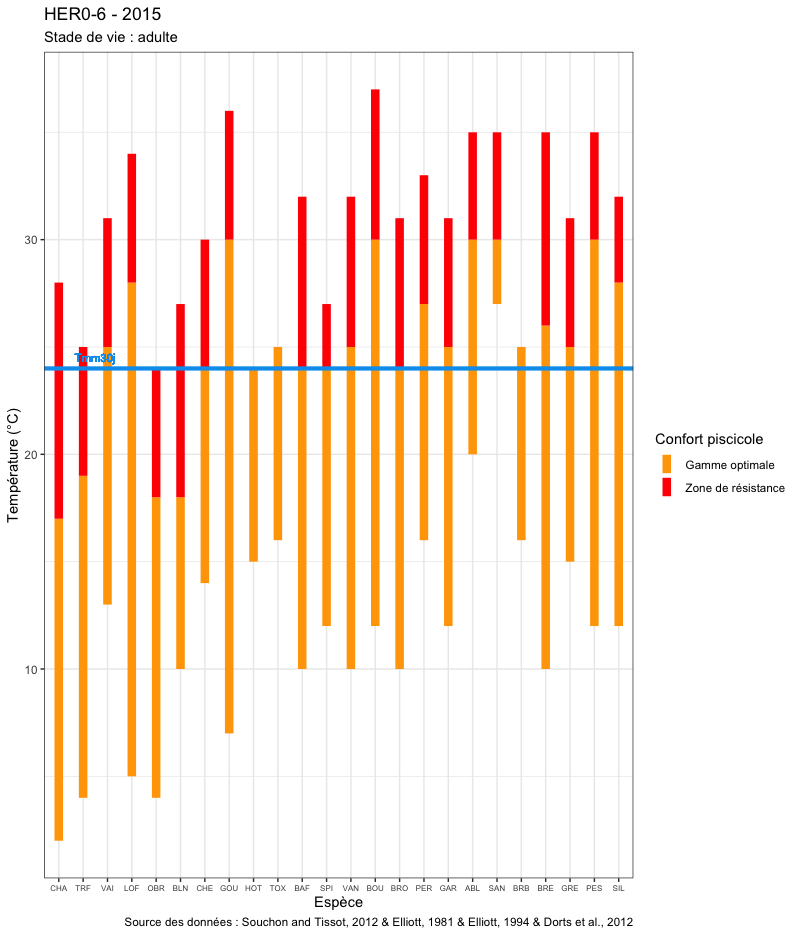 HER0-6 - 2015
Stade de vie : adulte
Température (°C)
30
20
10
Tmm30j
CHA TRF VAI LOF OBR BLN CHE GOU HOT TOX BAF SPI VAN BOU BRO PER GAR ABL SAN BRB BRE GRE PES SIL
Espèce
Confort piscicole
Gamme optimale
Zone de résistance
Source des données : Souchon and Tissot, 2012 & Elliott, 1981 & Elliott, 1994 & Dorts et al., 2012